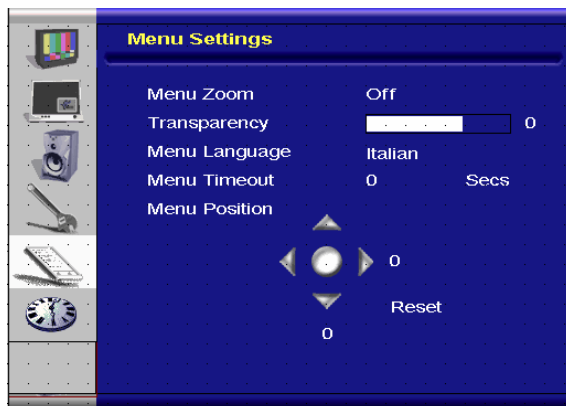 Menu Settings
Menu Zoom Off
Transparency 0
Menu Language Italian
Menu Timeout 0 Secs
Menu Position
0
Reset
0